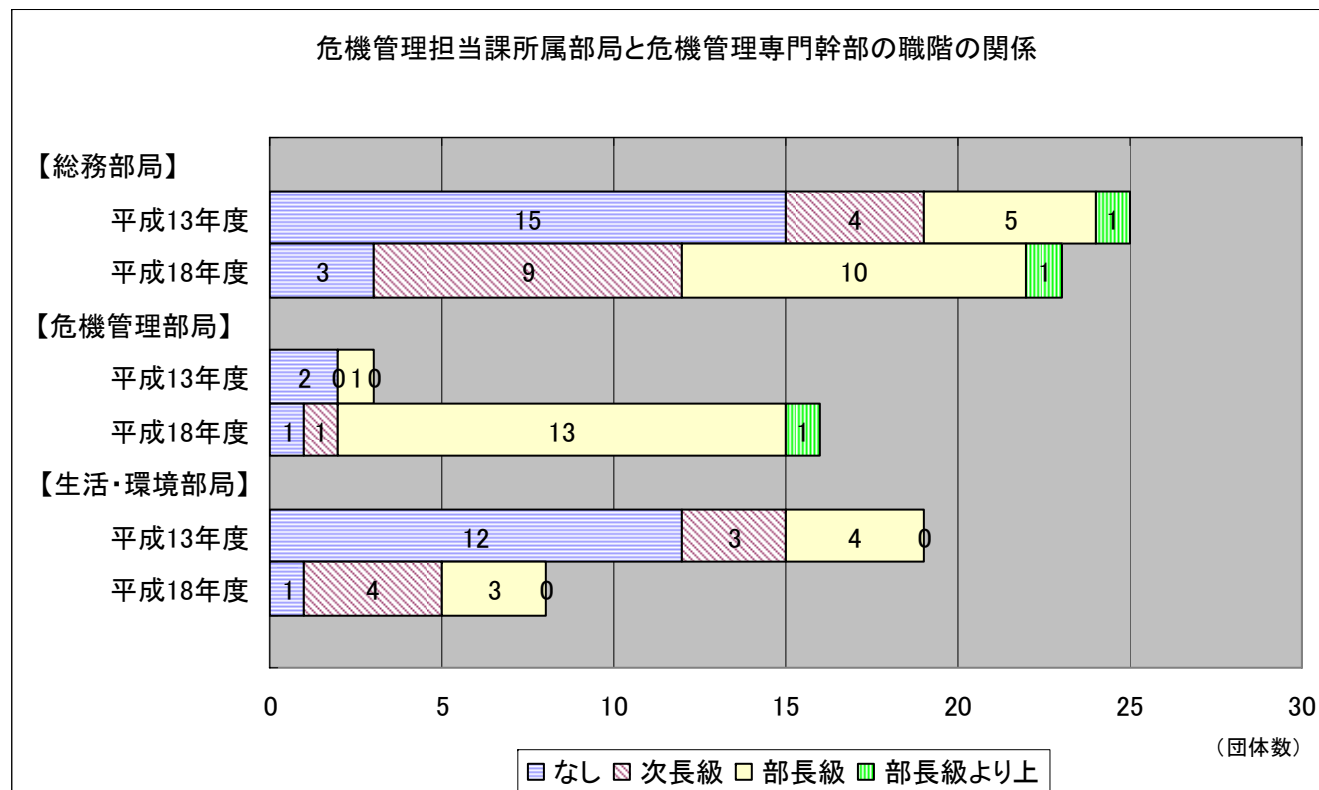 危機管理担当課所属部局と危機管理専門幹部の職階の関係
【総務部局】
平成13年度 15 4 5 1
平成18年度 3 9 10 1
【危機管理部局】
平成13年度 2 0 1 0
平成18年度 1 1 13 1
【生活・環境部局】
平成13年度 12 3 4 0
平成18年度 1 4 3 0
0 5 10 15 20 25 30
（団体数）
なし 次長級 部長級 部長級より上